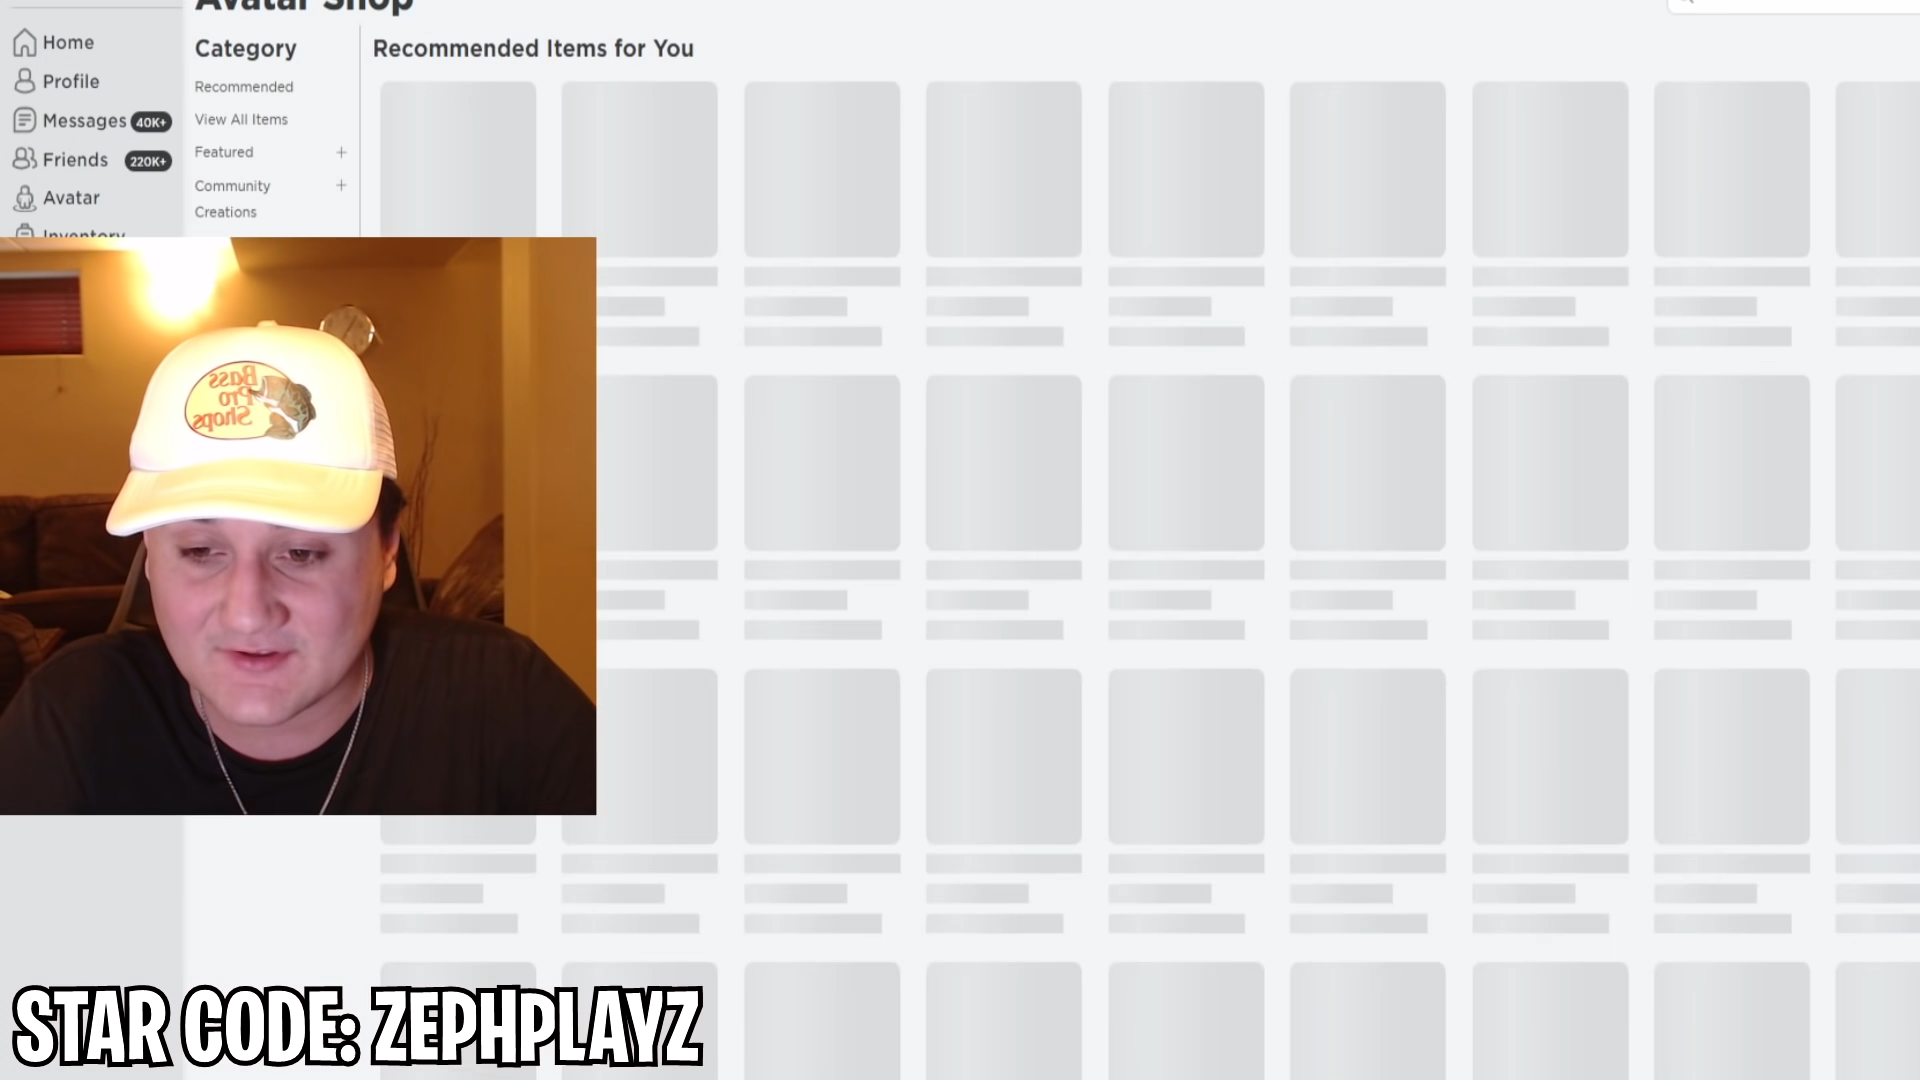 Avatar Shop
Home
Profile
Messages 40K+
Friends 220K+
Avatar
Inventory
Category
Recommended
View All Items
Featured +
Community +
Creations
Recommended Items for You
Bass
Pro
Shops
STAR CODE: ZEPHPLAYZ